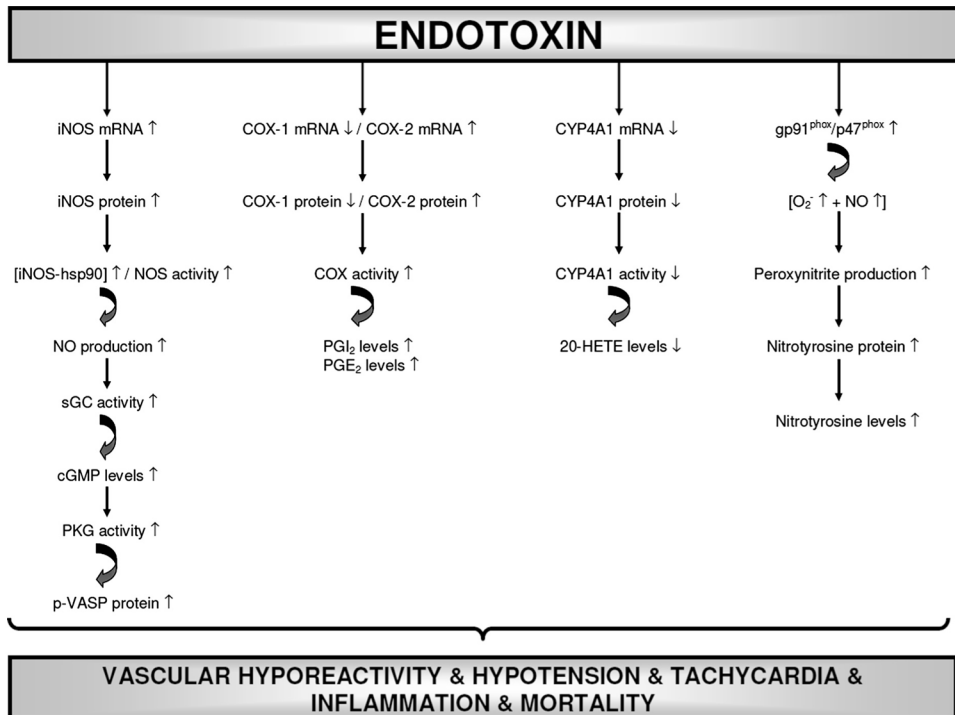 ENDOTOXIN
iNOS mRNA ↑
COX-1 mRNA ↓ / COX-2 mRNA ↑
CYP4A1 mRNA ↓
gp91phox/p47phox ↑
iNOS protein ↑
COX-1 protein ↓ / COX-2 protein ↑
CYP4A1 protein ↓
[O2- ↑ + NO ↑]
[iNOS-hsp90] ↑ / NOS activity ↑
COX activity ↑
CYP4A1 activity ↓
Peroxynitrite production ↑
NO production ↑
PGI2 levels ↑
PGE2 levels ↑
20-HETE levels ↓
Nitrotyrosine protein ↑
sGC activity ↑
Nitrotyrosine levels ↑
cGMP levels ↑
PKG activity ↑
p-VASP protein ↑
VASCULAR HYPOREACTIVITY & HYPOTENSION & TACHYCARDIA &
INFLAMMATION & MORTALITY